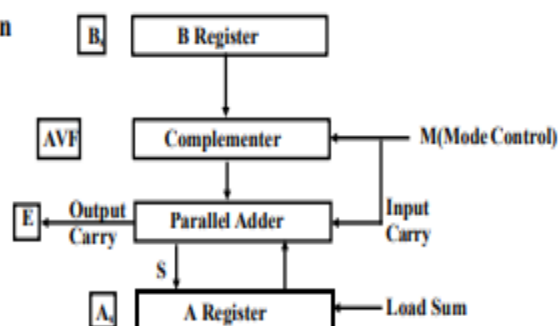 n
Bs B Register
AVF Complementer M(Mode Control)
E Output Carry Parallel Adder Input Carry
S
As A Register Load Sum